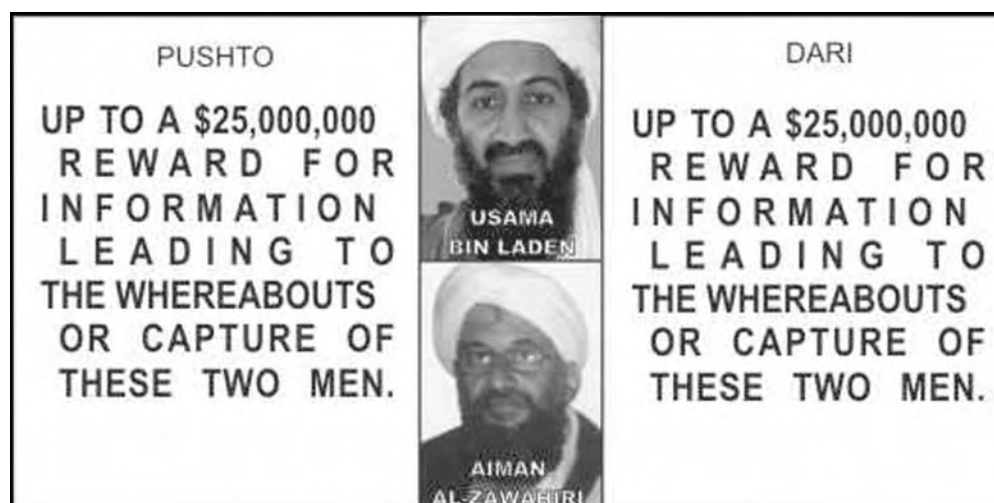 PUSHTO
UP TO A $25,000,000
REWARD FOR
INFORMATION
LEADING TO
THE WHEREABOUTS
OR CAPTURE OF
THESE TWO MEN.
USAMA
BIN LADEN
AIMAN
AL-ZAWAHIRI
DARI
UP TO A $25,000,000
REWARD FOR
INFORMATION
LEADING TO
THE WHEREABOUTS
OR CAPTURE OF
THESE TWO MEN.